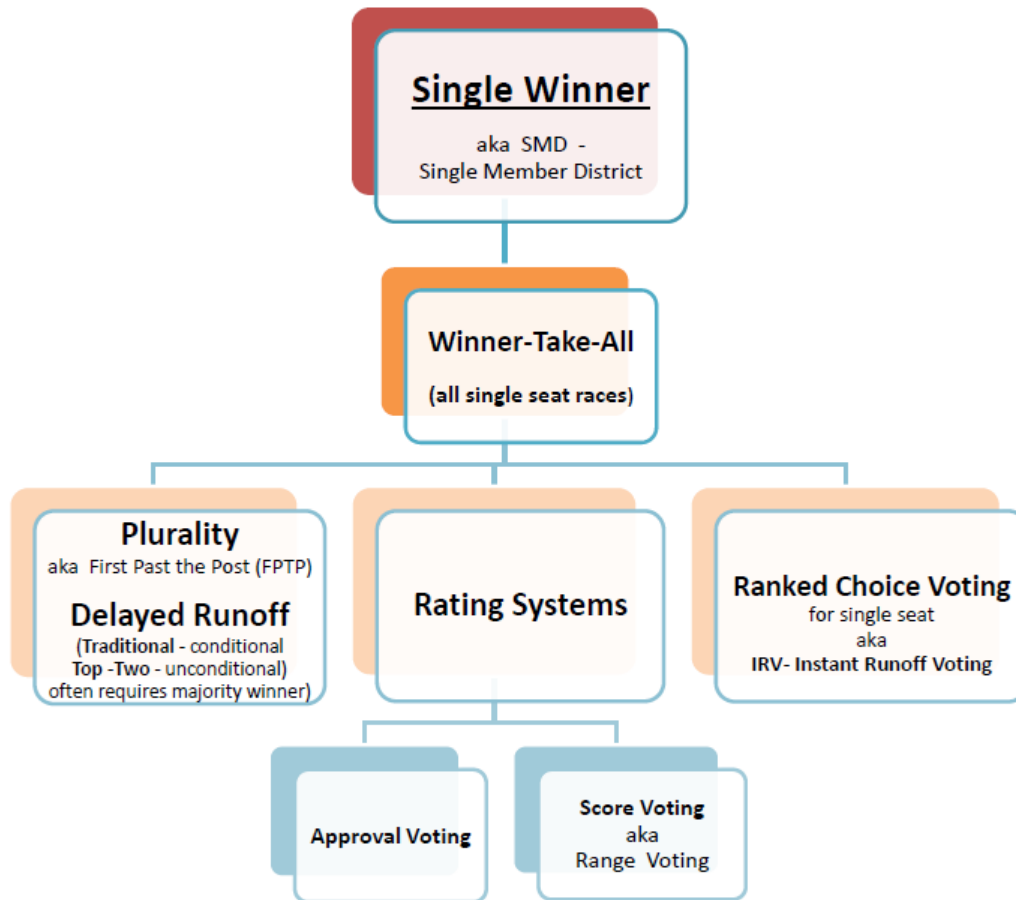 Single Winner
aka SMD -
Single Member District
Winner-Take-All
(all single seat races)
Plurality
aka First Past the Post (FPTP)
Delayed Runoff
(Traditional - conditional
Top -Two - unconditional)
often requires majority winner)
Rating Systems
Ranked Choice Voting
for single seat
aka
IRV- Instant Runoff Voting
Approval Voting
Score Voting
aka
Range Voting